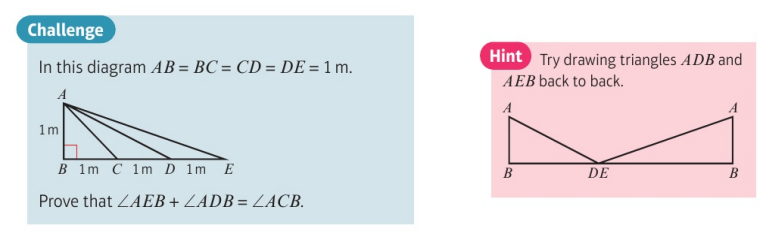 Challenge
In this diagram AB = BC = CD = DE = 1 m.
A
1 m
B 1 m C 1 m D 1 m E
Prove that ∠AEB + ∠ADB = ∠ACB.
Hint Try drawing triangles ADB and
AEB back to back.
A A
B DE B